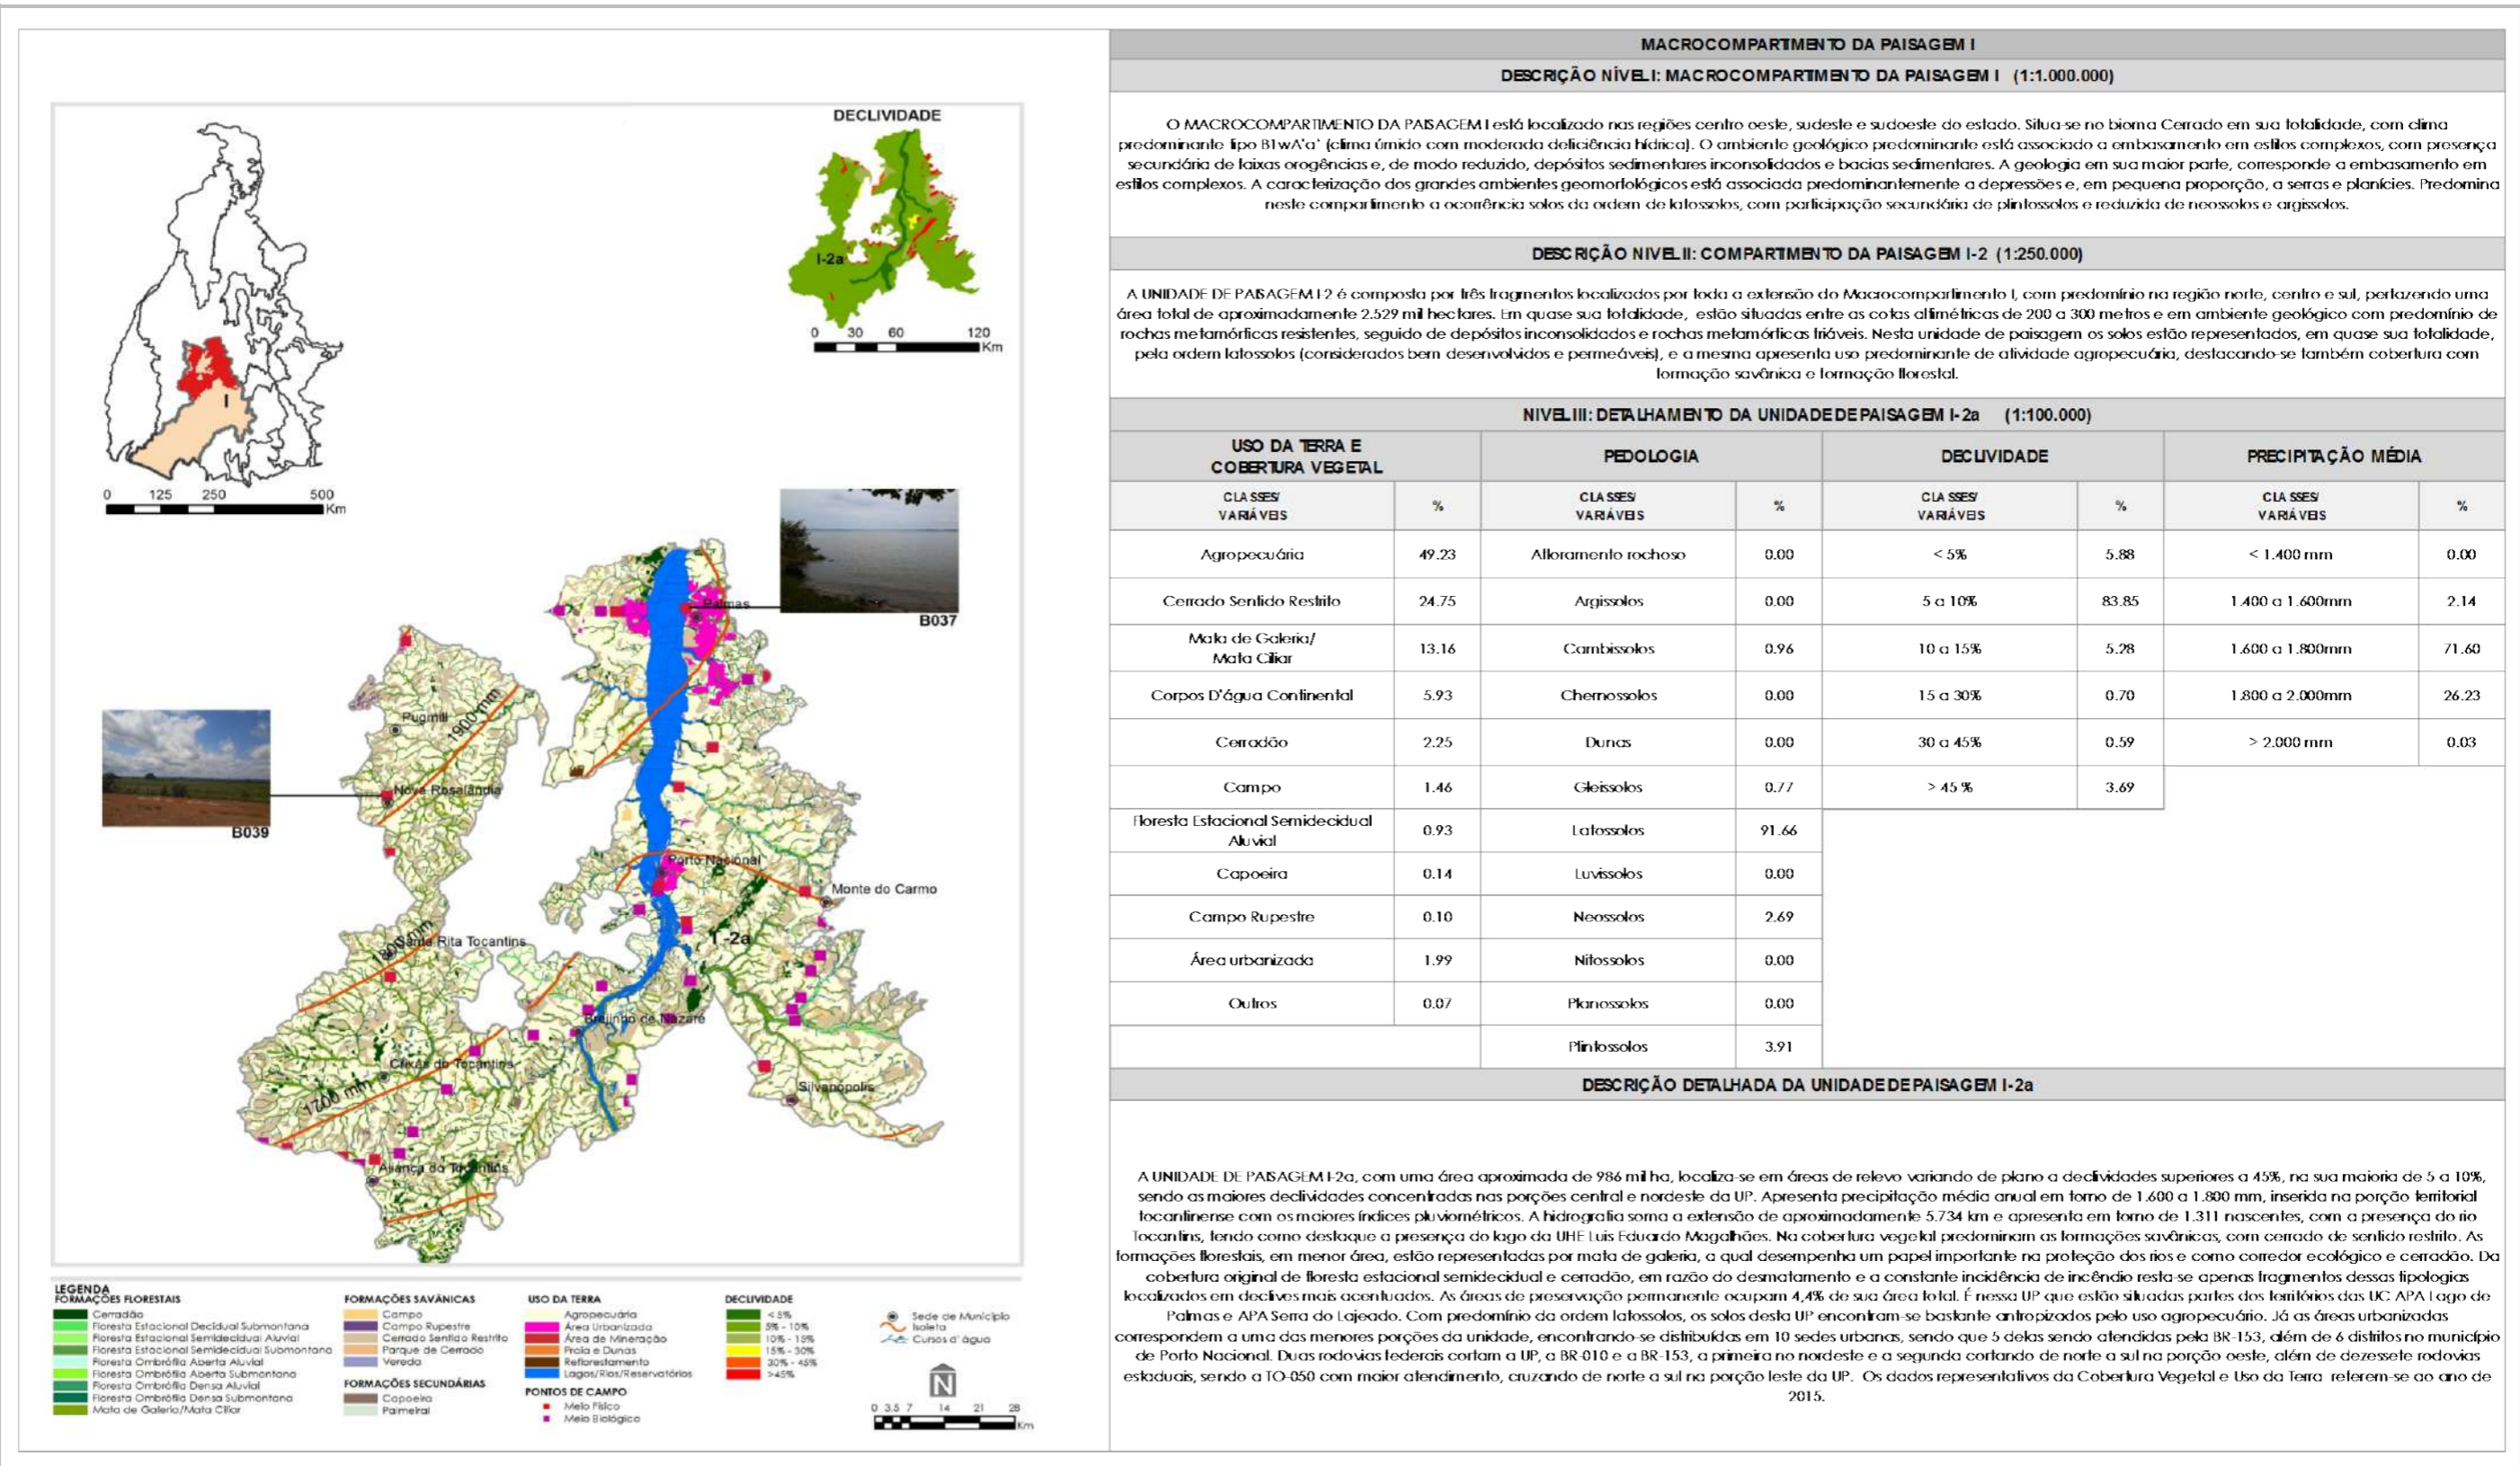 DECLIVIDADE
I-2a
0 30 60 120
Km
I
0 125 250 500
Km
B037
Palmas
Pugmil
1900 mm
Nova Rosalândia
B039
Porto Nacional
Monte do Carmo
I-2a
1800 mm
Santa Rita Tocantins
Brejinho de Nazaré
Crixás do Tocantins
1700 mm
Silvanópolis
Aliança do Tocantins
LEGENDA
FORMAÇÕES FLORESTAIS
Cerradão
Floresta Estacional Decidual Submontana
Floresta Estacional Semidecidual Aluvial
Floresta Estacional Semidecidual Submontana
Floresta Ombrófila Aberta Aluvial
Floresta Ombrófila Aberta Submontana
Floresta Ombrófila Densa Aluvial
Floresta Ombrófila Densa Submontana
Mata de Galeria/Mata Ciliar
FORMAÇÕES SAVÂNICAS
Campo
Campo Rupestre
Cerrado Sentido Restrito
Parque de Cerrado
Vereda
FORMAÇÕES SECUNDÁRIAS
Capoeira
Palmeiral
USO DA TERRA
Agropecuária
Área Urbanizada
Área de Mineração
Praia e Dunas
Reflorestamento
Lagos/Rios/Reservatórios
PONTOS DE CAMPO
Meio Físico
Meio Biológico
DECLIVIDADE
< 5%
5% - 10%
10% - 15%
15% - 30%
30% - 45%
>45%
Sede de Município
Isoieta
Cursos d'água
N
0 3.5 7 14 21 28
Km
MACROCOMPARTIMENTO DA PAISAGEM I
DESCRIÇÃO NÍVEL I: MACROCOMPARTIMENTO DA PAISAGEM I (1:1.000.000)
O MACROCOMPARTIMENTO DA PAISAGEM I está localizado nas regiões centro oeste, sudeste e sudoeste do estado. Situa-se no bioma Cerrado em sua totalidade, com clima
predominante tipo B1wA'a' (clima úmido com moderada deficiência hídrica). O ambiente geológico predominante está associado a embasamento em estilos complexos, com presença
secundária de faixas orogências e, de modo reduzido, depósitos sedimentares inconsolidados e bacias sedimentares. A geologia em sua maior parte, corresponde a embasamento em
estilos complexos. A caracterização dos grandes ambientes geomorfológicos está associada predominantemente a depressões e, em pequena proporção, a serras e planícies. Predomina
neste compartimento a ocorrência solos da ordem de latossolos, com participação secundária de plintossolos e reduzida de neossolos e argissolos.
DESCRIÇÃO NIVEL II: COMPARTIMENTO DA PAISAGEM I-2 (1:250.000)
A UNIDADE DE PAISAGEM I-2 é composta por três fragmentos localizados por toda a extensão do Macrocompartimento I, com predomínio na região norte, centro e sul, perfazendo uma
área total de aproximadamente 2.529 mil hectares. Em quase sua totalidade, estão situadas entre as cotas altimétricas de 200 a 300 metros e em ambiente geológico com predomínio de
rochas metamórficas resistentes, seguido de depósitos inconsolidados e rochas metamórficas friáveis. Nesta unidade de paisagem os solos estão representados, em quase sua totalidade,
pela ordem latossolos (considerados bem desenvolvidos e permeáveis), e a mesma apresenta uso predominante de atividade agropecuária, destacando-se também cobertura com
formação savânica e formação florestal.
NIVEL III: DETALHAMENTO DA UNIDADE DE PAISAGEM I-2a (1:100.000)
USO DA TERRA E
COBERTURA VEGETAL
PEDOLOGIA
DECLIVIDADE
PRECIPITAÇÃO MÉDIA
CLASSES/ VARIÁVEIS % CLASSES/ VARIÁVEIS % CLASSES/ VARIÁVEIS % CLASSES/ VARIÁVEIS %
Agropecuária 49.23 Afloramento rochoso 0.00 < 5% 5.88 < 1.400 mm 0.00
Cerrado Sentido Restrito 24.75 Argissolos 0.00 5 a 10% 83.85 1.400 a 1.600mm 2.14
Mata de Galeria/ Mata Ciliar 13.16 Cambissolos 0.96 10 a 15% 5.28 1.600 a 1.800mm 71.60
Corpos D'água Continental 5.93 Chernossolos 0.00 15 a 30% 0.70 1.800 a 2.000mm 26.23
Cerradão 2.25 Dunas 0.00 30 a 45% 0.59 > 2.000 mm 0.03
Campo 1.46 Gleissolos 0.77 > 45 % 3.69
Floresta Estacional Semidecidual Aluvial 0.93 Latossolos 91.66
Capoeira 0.14 Luvissolos 0.00
Campo Rupestre 0.10 Neossolos 2.69
Área urbanizada 1.99 Nitossolos 0.00
Outros 0.07 Planossolos 0.00
Plintossolos 3.91
DESCRIÇÃO DETALHADA DA UNIDADE DE PAISAGEM I-2a
A UNIDADE DE PAISAGEM I-2a, com uma área aproximada de 986 mil ha, localiza-se em áreas de relevo variando de plano a declividades superiores a 45%, na sua maioria de 5 a 10%,
sendo as maiores declividades concentradas nas porções central e nordeste da UP. Apresenta precipitação média anual em torno de 1.600 a 1.800 mm, inserida na porção territorial
tocantinense com os maiores índices pluviométricos. A hidrografia soma a extensão de aproximadamente 5.734 km e apresenta em torno de 1.311 nascentes, com a presença do rio
Tocantins, tendo como destaque a presença do lago da UHE Luis Eduardo Magalhães. Na cobertura vegetal predominam as formações savânicas, com cerrado de sentido restrito. As
formações florestais, em menor área, estão representadas por mata de galeria, a qual desempenha um papel importante na proteção dos rios e como corredor ecológico e cerradão. Da
cobertura original de floresta estacional semidecidual e cerradão, em razão do desmatamento e a constante incidência de incêndio resta-se apenas fragmentos dessas tipologias
localizados em declives mais acentuados. As áreas de preservação permanente ocupam 4,4% de sua área total. É nessa UP que estão situadas partes dos territórios das UC APA Lago de
Palmas e APA Serra do Lajeado. Com predomínio da ordem latossolos, os solos desta UP encontram-se bastante antropizados pelo uso agropecuário. Já as áreas urbanizadas
correspondem a uma das menores porções da unidade, encontrando-se distribuídas em 10 sedes urbanas, sendo que 5 delas sendo atendidas pela BR-153, além de 6 distritos no município
de Porto Nacional. Duas rodovias federais cortam a UP, a BR-010 e a BR-153, a primeira no nordeste e a segunda cortando de norte a sul na porção oeste, além de dezessete rodovias
estaduais, sendo a TO-050 com maior atendimento, cruzando de norte a sul na porção leste da UP. Os dados representativos da Cobertura Vegetal e Uso da Terra referem-se ao ano de
2015.